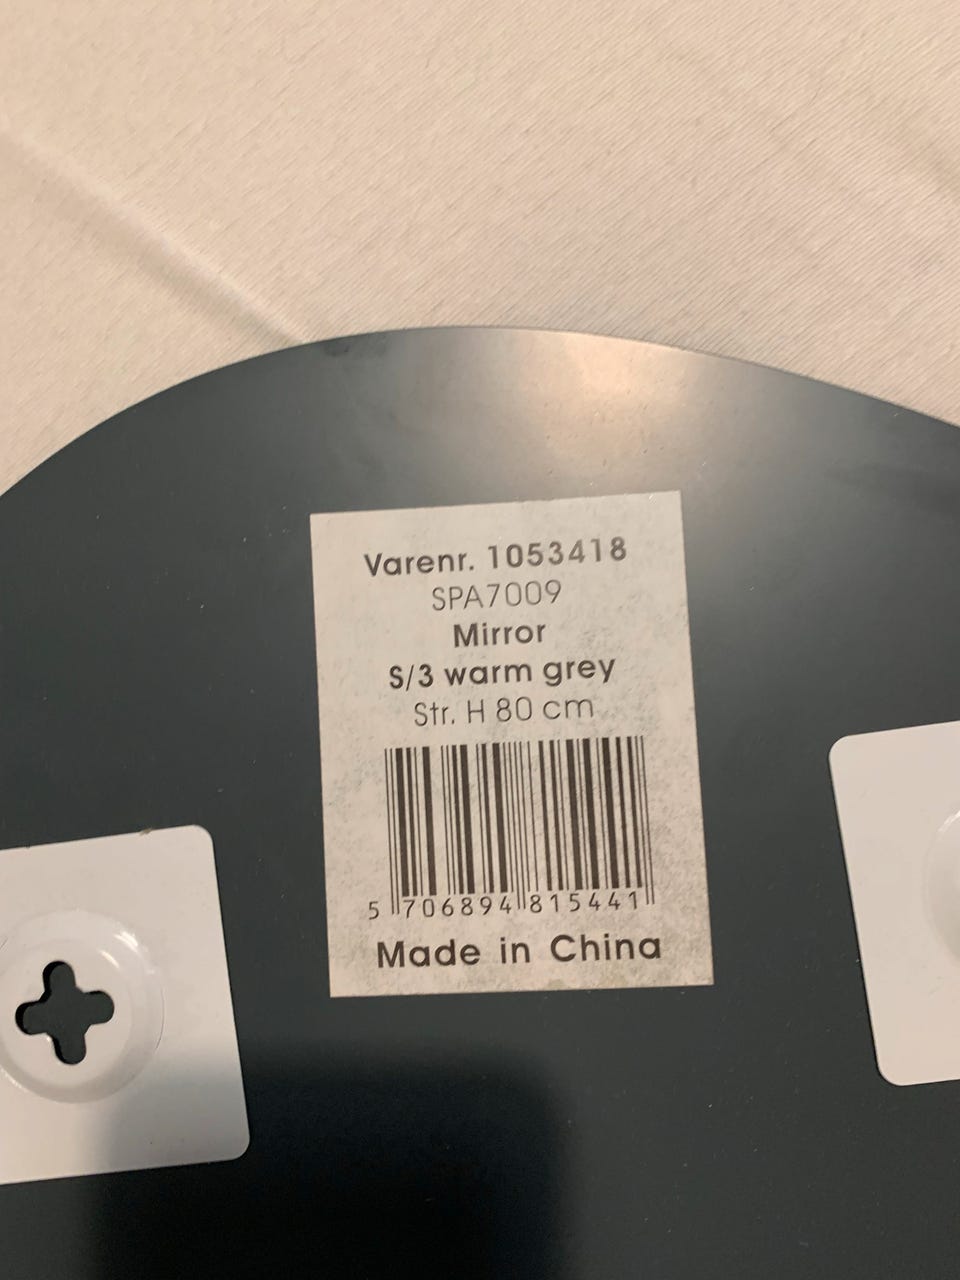 Varenr. 1053418
SPA7009
Mirror
S/3 warm grey
Str. H 80 cm
5 706894 815441
Made in China